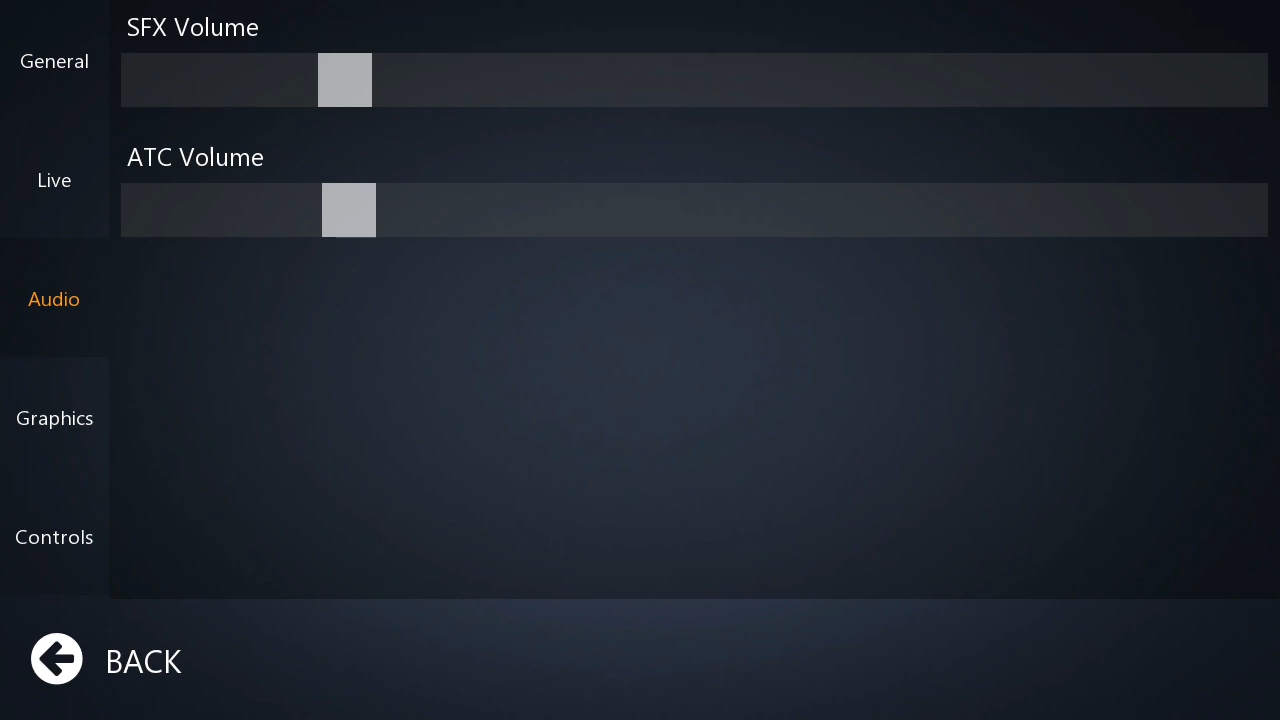 SFX Volume
General
ATC Volume
Live
Audio
Graphics
Controls
BACK